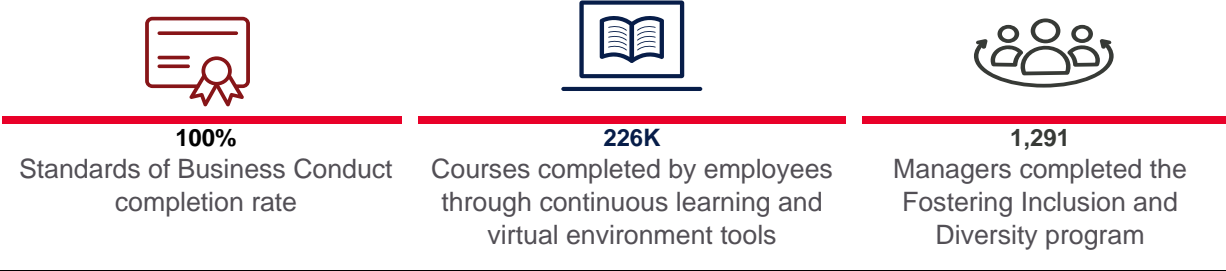 100%
Standards of Business Conduct
completion rate
226K
Courses completed by employees
through continuous learning and
virtual environment tools
1,291
Managers completed the
Fostering Inclusion and
Diversity program